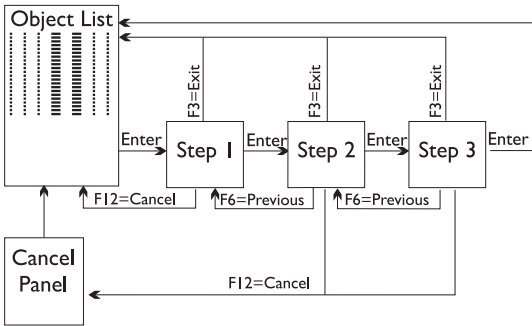 Object List
F3=Exit
F3=Exit
F3=Exit
Enter
Step 1
Enter
Step 2
Enter
Step 3
Enter
F12=Cancel
F6=Previous
F6=Previous
Cancel
Panel
F12=Cancel